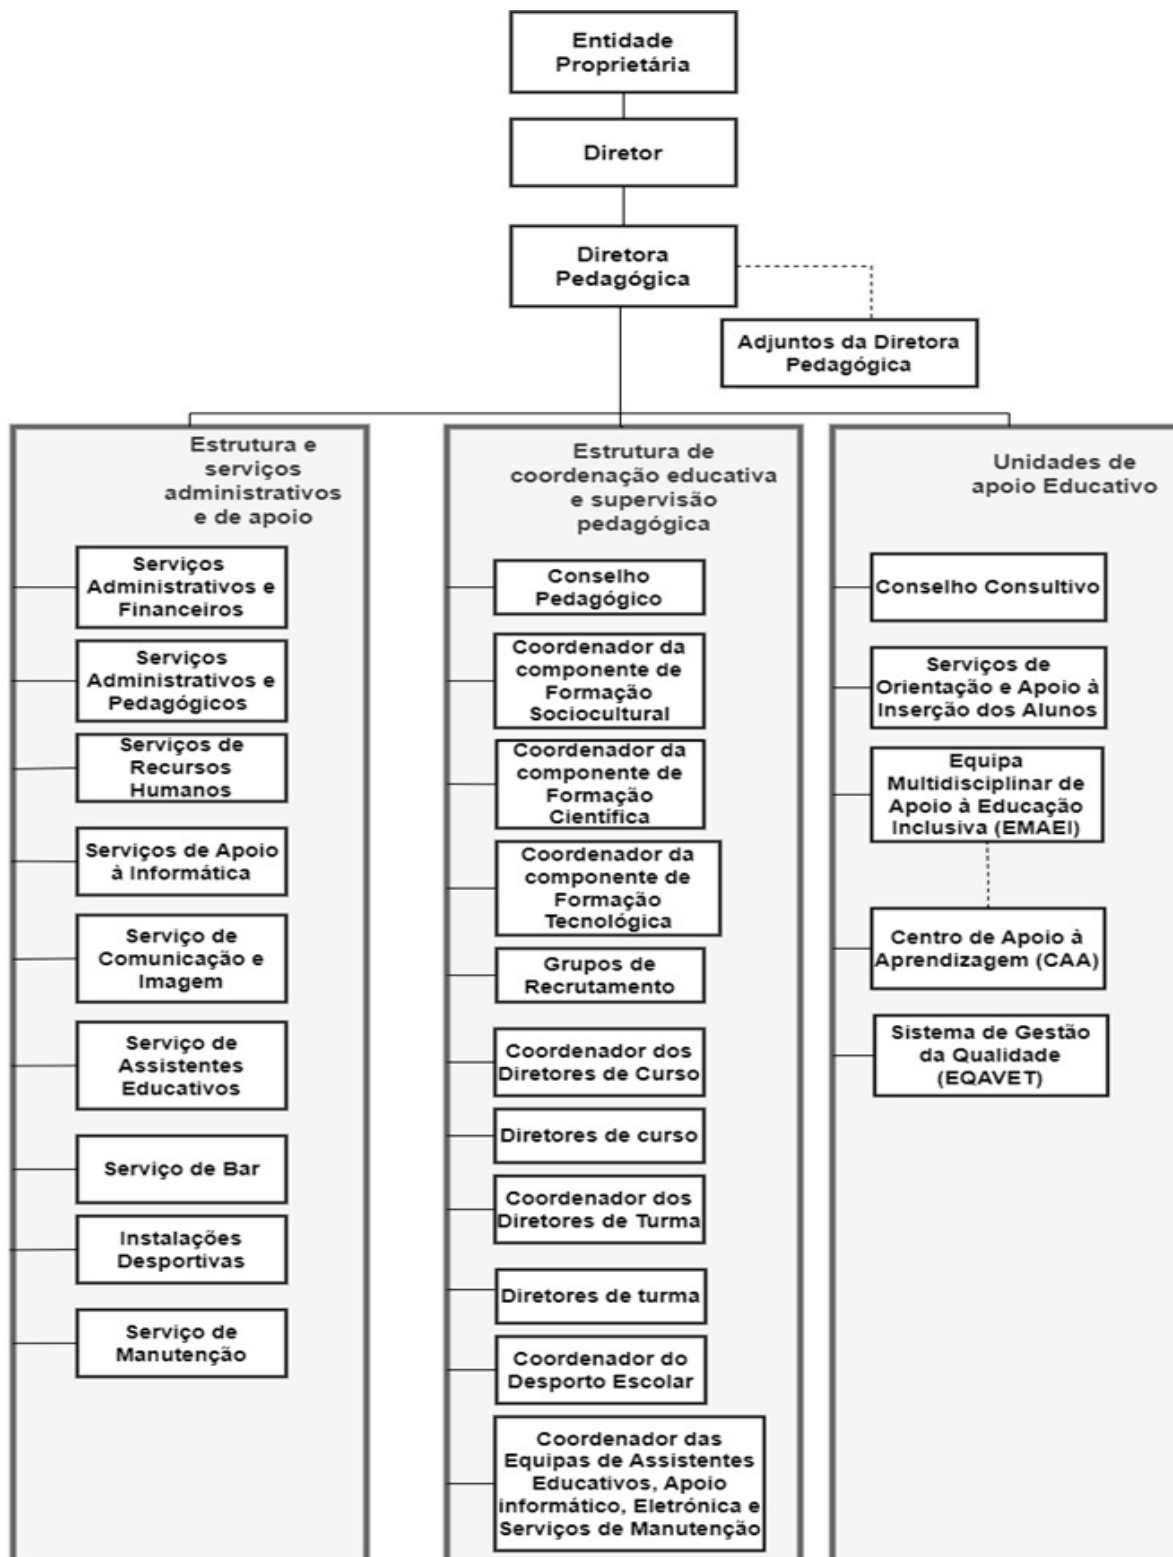 Entidade
Proprietária
Diretor
Diretora
Pedagógica
Adjuntos da Diretora
Pedagógica
Estrutura e
serviços
administrativos
e de apoio
Serviços
Administrativos e
Financeiros
Serviços
Administrativos e
Pedagógicos
Serviços de
Recursos
Humanos
Serviços de Apoio
à Informática
Serviço de
Comunicação e
Imagem
Serviço de
Assistentes
Educativos
Serviço de Bar
Instalações
Desportivas
Serviço de
Manutenção
Estrutura de
coordenação educativa
e supervisão
pedagógica
Conselho
Pedagógico
Coordenador da
componente de
Formação
Sociocultural
Coordenador da
componente de
Formação
Científica
Coordenador da
componente de
Formação
Tecnológica
Grupos de
Recrutamento
Coordenador dos
Diretores de Curso
Diretores de curso
Coordenador dos
Diretores de Turma
Diretores de turma
Coordenador do
Desporto Escolar
Coordenador das
Equipas de Assistentes
Educativos, Apoio
informático, Eletrónica e
Serviços de Manutenção
Unidades de
apoio Educativo
Conselho Consultivo
Serviços de
Orientação e Apoio à
Inserção dos Alunos
Equipa
Multidisciplinar de
Apoio à Educação
Inclusiva (EMAEI)
Centro de Apoio à
Aprendizagem (CAA)
Sistema de Gestão
da Qualidade
(EQAVET)